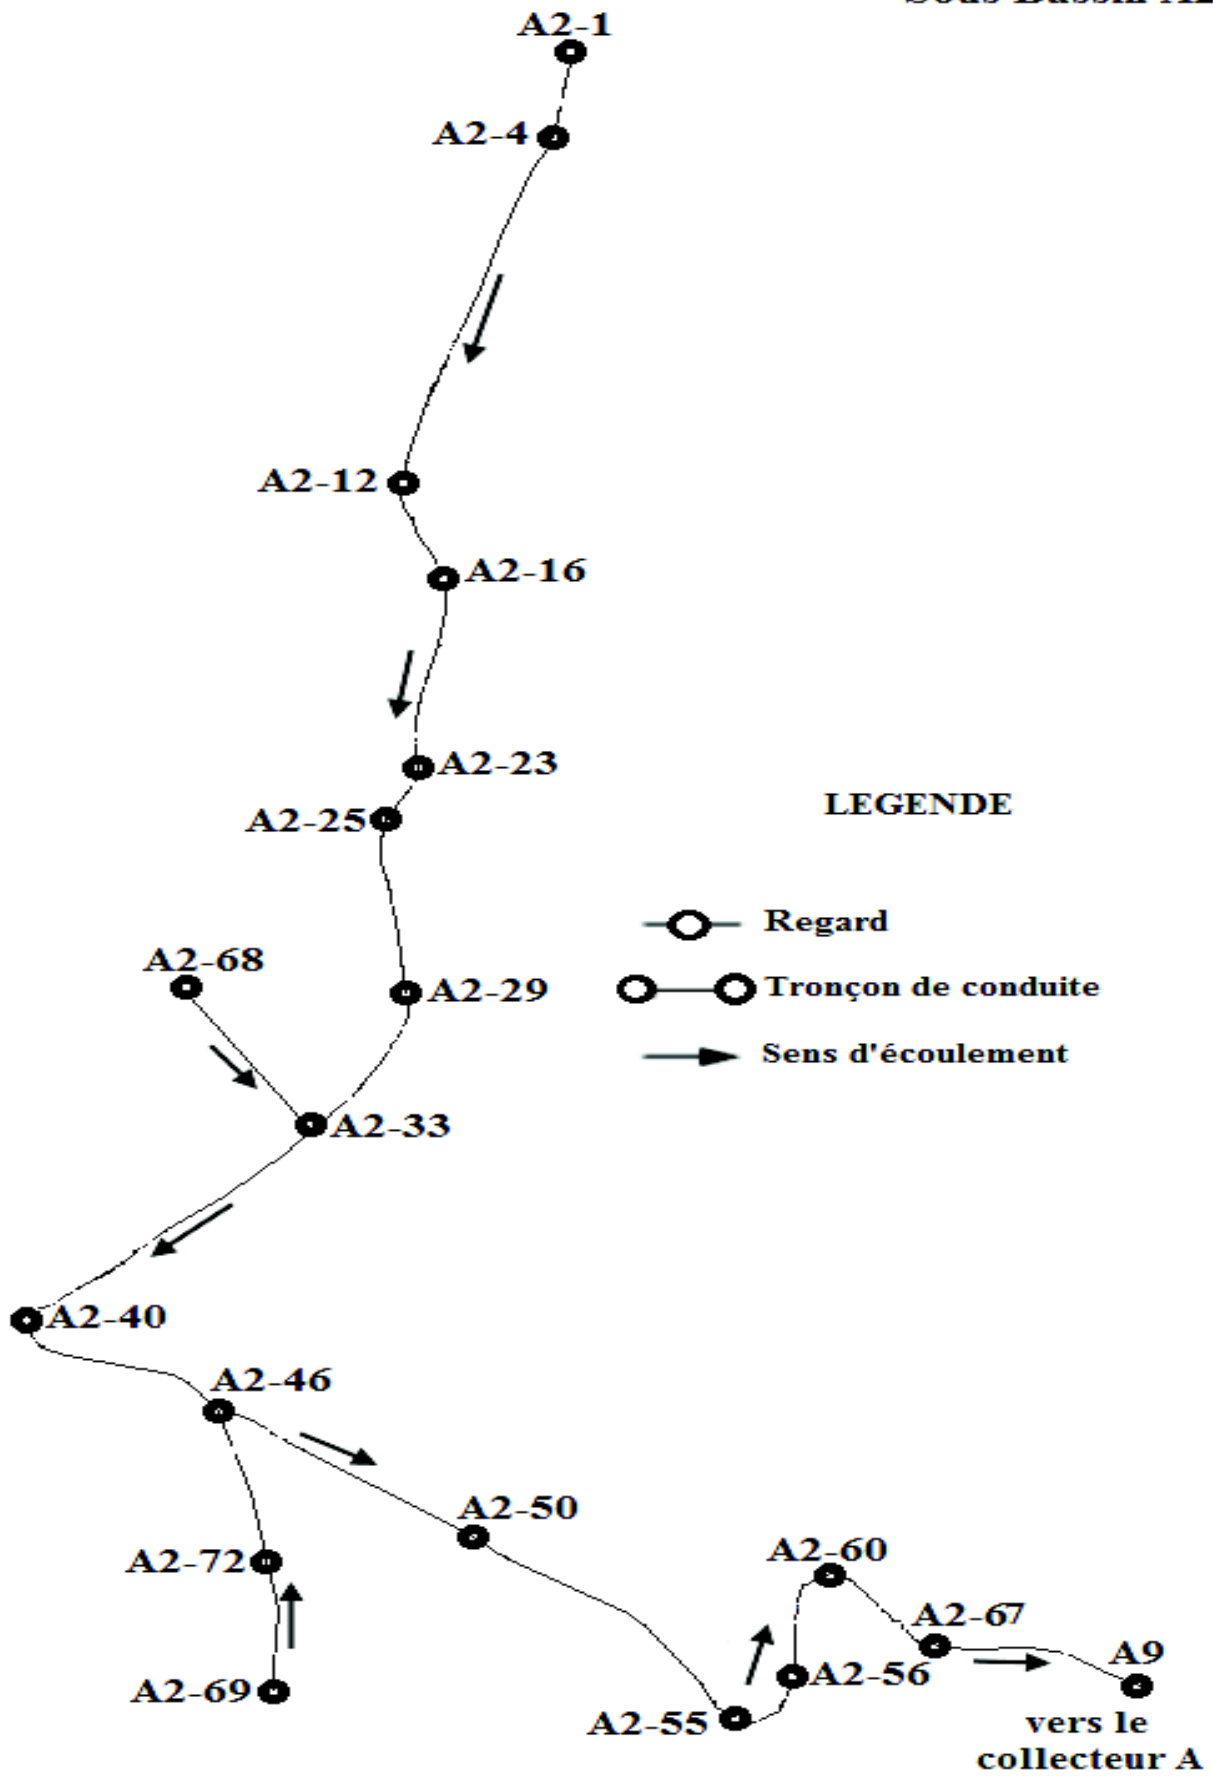 A2-1
A2-4
A2-12
A2-16
A2-23
A2-25
LEGENDE
Regard
A2-68
A2-29
Tronçon de conduite
Sens d'écoulement
A2-33
A2-40
A2-46
A2-50
A2-72
A2-60
A2-67
A9
A2-69
A2-56
A2-55
vers le
collecteur A